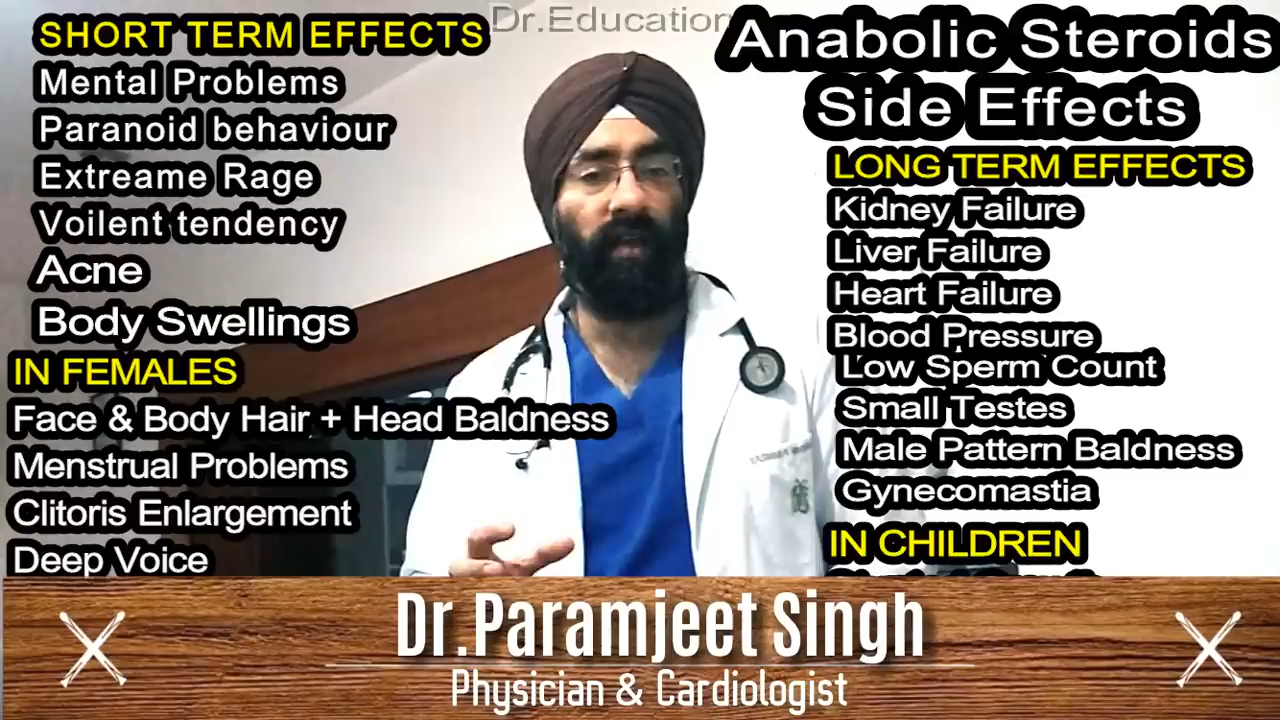 Dr.Education
SHORT TERM EFFECTS
Mental Problems
Paranoid behaviour
Extreame Rage
Voilent tendency
Acne
Body Swellings
IN FEMALES
Face & Body Hair + Head Baldness
Menstrual Problems
Clitoris Enlargement
Deep Voice
Anabolic Steroids
Side Effects
LONG TERM EFFECTS
Kidney Failure
Liver Failure
Heart Failure
Blood Pressure
Low Sperm Count
Small Testes
Male Pattern Baldness
Gynecomastia
IN CHILDREN
Dr.Paramjeet Singh
Physician & Cardiologist